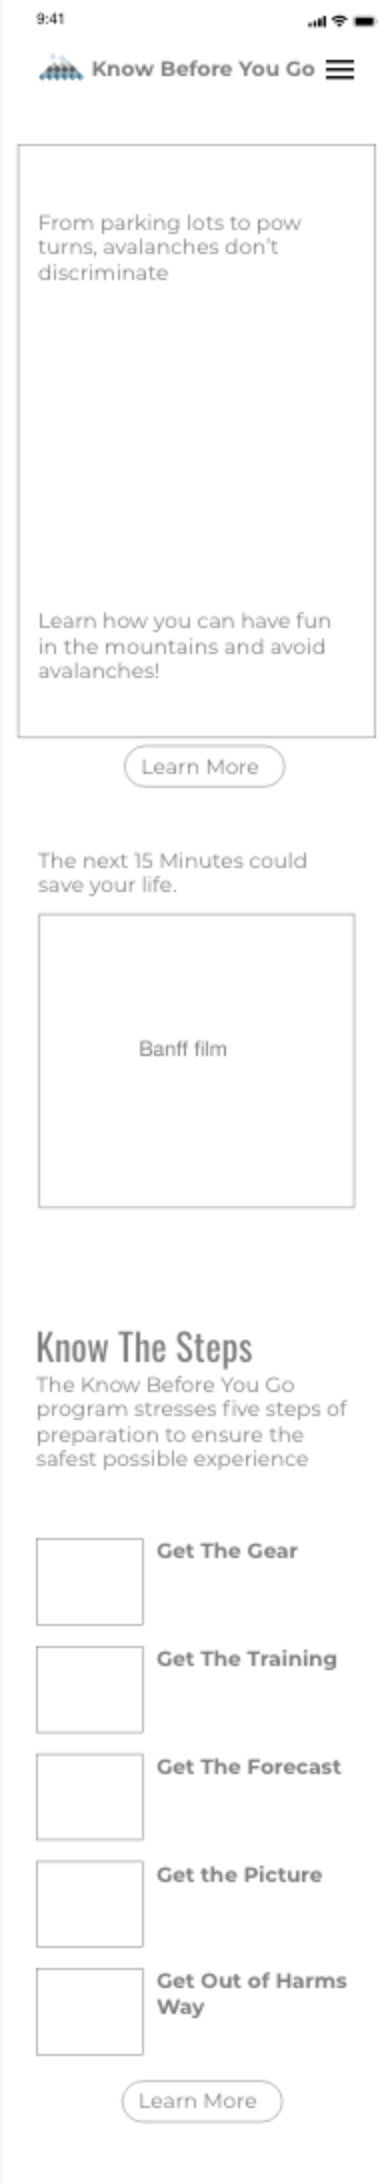 9:41
Know Before You Go
From parking lots to pow
turns, avalanches don't
discriminate
Learn how you can have fun
in the mountains and avoid
avalanches!
Learn More
The next 15 Minutes could
save your life.
Banff film
Know The Steps
The Know Before You Go
program stresses five steps of
preparation to ensure the
safest possible experience
Get The Gear
Get The Training
Get The Forecast
Get the Picture
Get Out of Harms
Way
Learn More